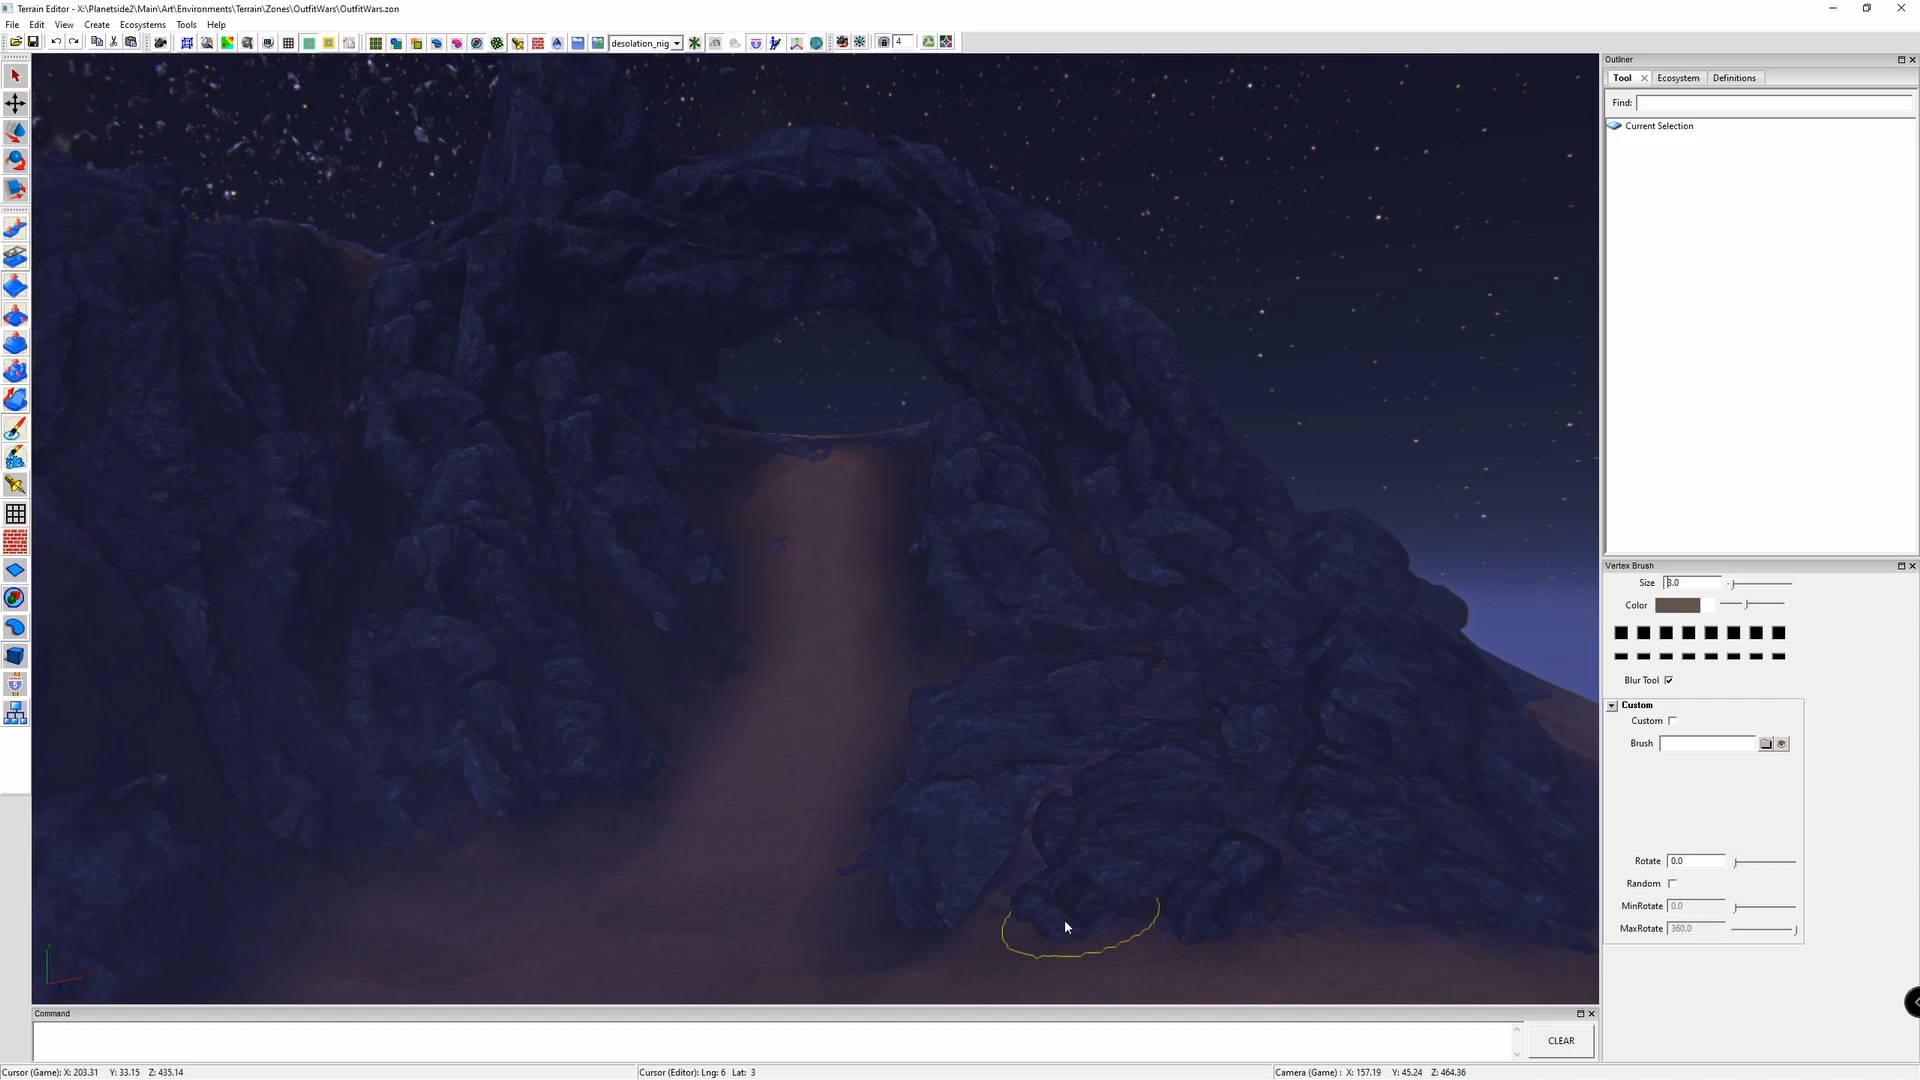 Terrain Editor - X:\Planetside2\Main\Art\Environments\Terrain\Zones\OutfitWars\OutfitWars.zon
File Edit View Create Ecosystems Tools Help
desolation_nig 4
Outliner
Tool Ecosystem Definitions
Find:
Current Selection
Vertex Brush
Size 3.0
Color
Blur Tool
Custom
Custom
Brush
Rotate 0.0
Random
MinRotate 0.0
MaxRotate 360.0
Command
CLEAR
Cursor (Game): X: 203.31 Y: 33.15 Z: 435.14 Cursor (Editor): Lng: 6 Lat: 3 Camera (Game) : X: 157.19 Y: 45.24 Z: 464.36